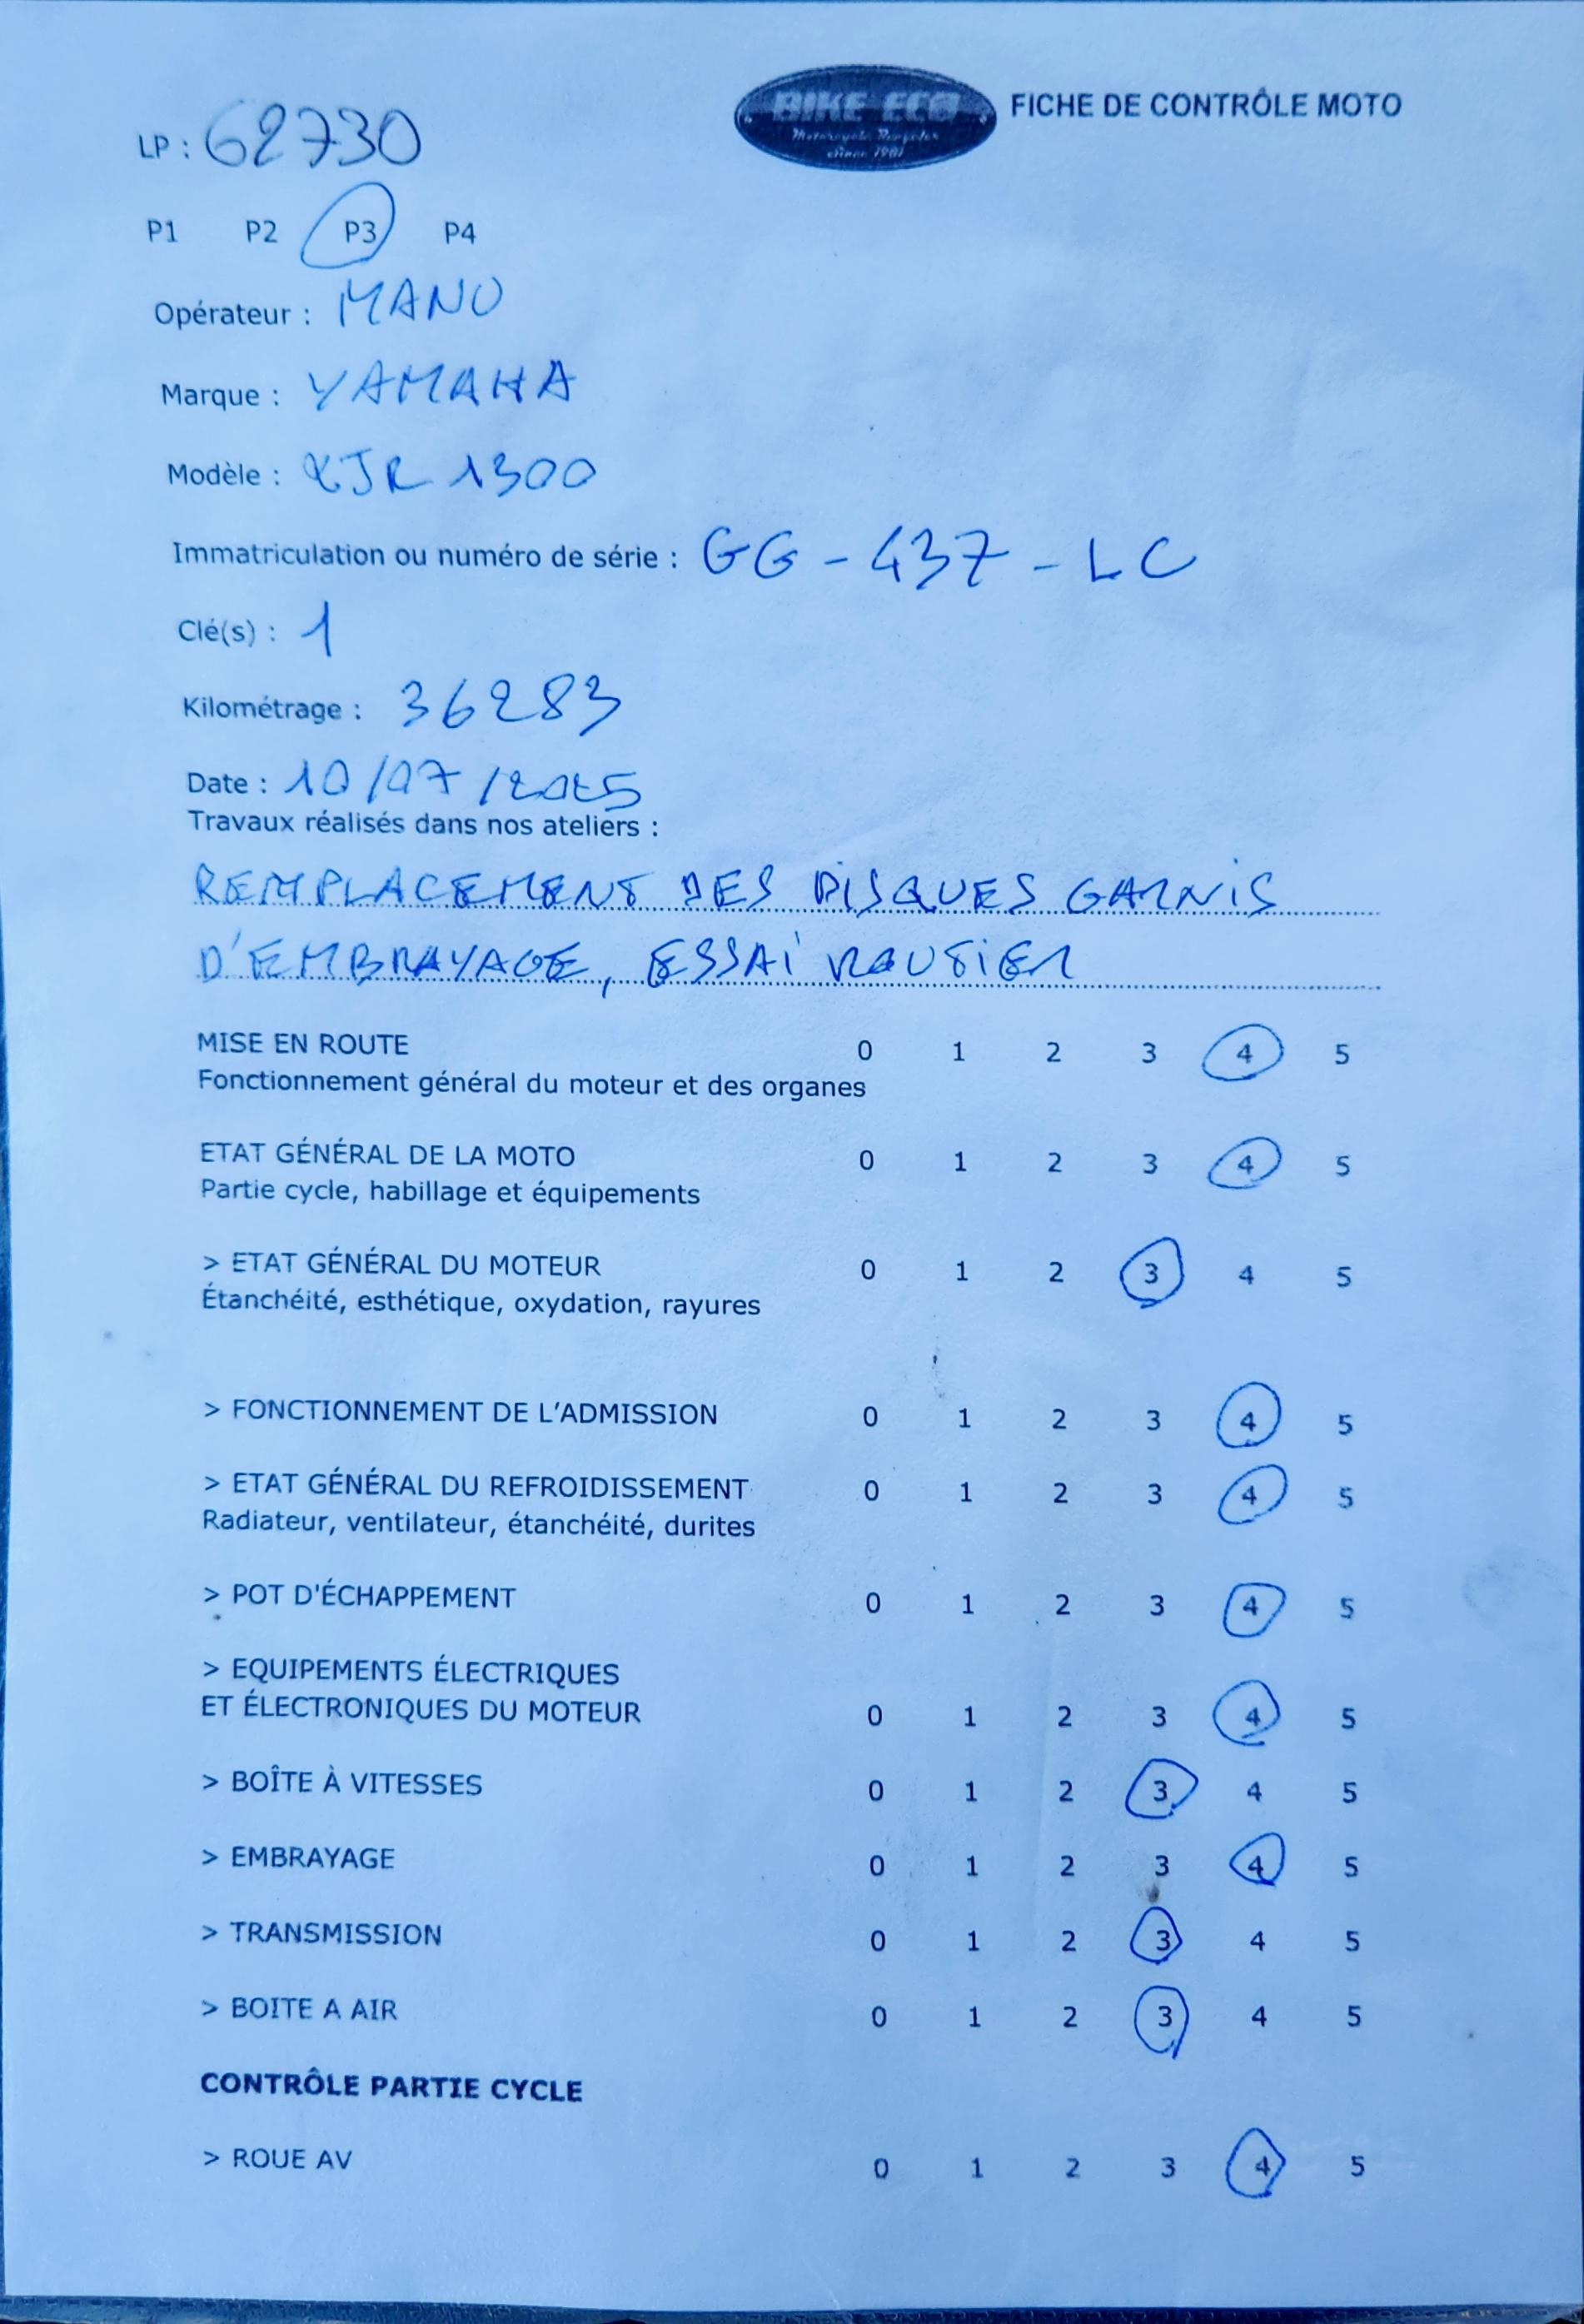 BIKE ECO
Motorcycle Recycler
Since 1981
FICHE DE CONTRÔLE MOTO
LP : 62730
P1 P2 P3 P4
Opérateur : MANU
Marque : YAMAHA
Modèle : XJR 1300
Immatriculation ou numéro de série : GG - 437 - LC
Clé(s) : 1
Kilométrage : 36283
Date : 10/07/2025
Travaux réalisés dans nos ateliers :
REMPLACEMENT DES DISQUES GARNIS
D'EMBRAYAGE, ESSAI ROUTIER
MISE EN ROUTE 0 1 2 3 4 5
Fonctionnement général du moteur et des organes
ETAT GÉNÉRAL DE LA MOTO 0 1 2 3 4 5
Partie cycle, habillage et équipements
> ETAT GÉNÉRAL DU MOTEUR 0 1 2 3 4 5
Étanchéité, esthétique, oxydation, rayures
> FONCTIONNEMENT DE L'ADMISSION 0 1 2 3 4 5
> ETAT GÉNÉRAL DU REFROIDISSEMENT 0 1 2 3 4 5
Radiateur, ventilateur, étanchéité, durites
> POT D'ÉCHAPPEMENT 0 1 2 3 4 5
> EQUIPEMENTS ÉLECTRIQUES
ET ÉLECTRONIQUES DU MOTEUR 0 1 2 3 4 5
> BOÎTE À VITESSES 0 1 2 3 4 5
> EMBRAYAGE 0 1 2 3 4 5
> TRANSMISSION 0 1 2 3 4 5
> BOITE A AIR 0 1 2 3 4 5
CONTRÔLE PARTIE CYCLE
> ROUE AV 0 1 2 3 4 5